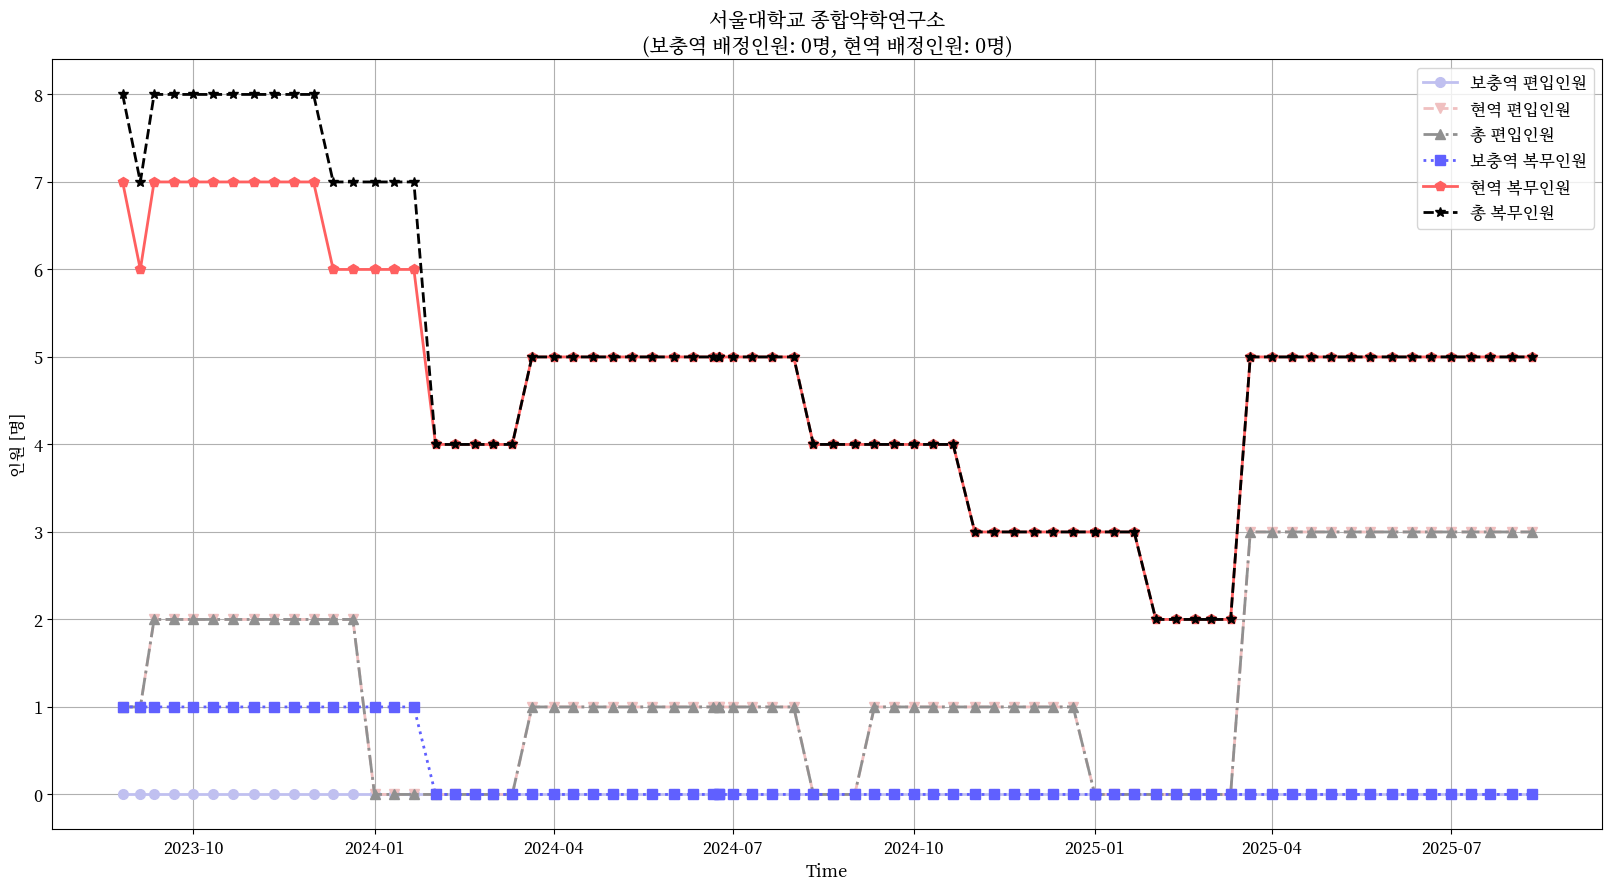 서울대학교 종합약학연구소
(보충역 배정인원: 0명, 현역 배정인원: 0명)
보충역 편입인원
현역 편입인원
총 편입인원
보충역 복무인원
현역 복무인원
총 복무인원
인원 [명]
8
7
6
5
4
3
2
1
0
2023-10
2024-01
2024-04
2024-07
2024-10
2025-01
2025-04
2025-07
Time